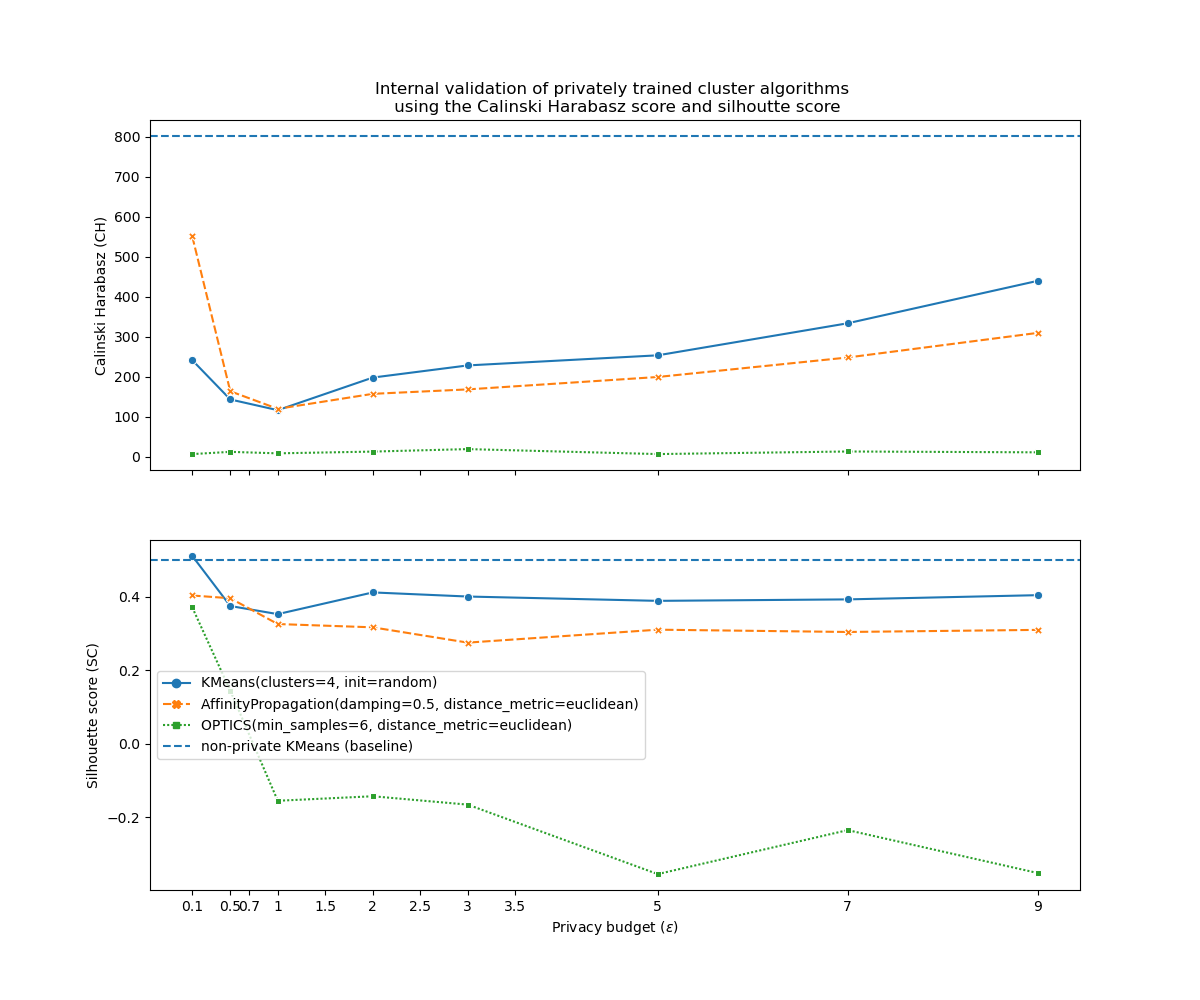 Internal validation of privately trained cluster algorithms
using the Calinski Harabasz score and silhoutte score
800
700
600
500
400
300
200
100
0
Calinski Harabasz (CH)
0.4
0.2
0.0
−0.2
Silhouette score (SC)
KMeans(clusters=4, init=random)
AffinityPropagation(damping=0.5, distance_metric=euclidean)
OPTICS(min_samples=6, distance_metric=euclidean)
non-private KMeans (baseline)
0.1 0.5 0.7 1 1.5 2 2.5 3 3.5 5 7 9
Privacy budget (ε)